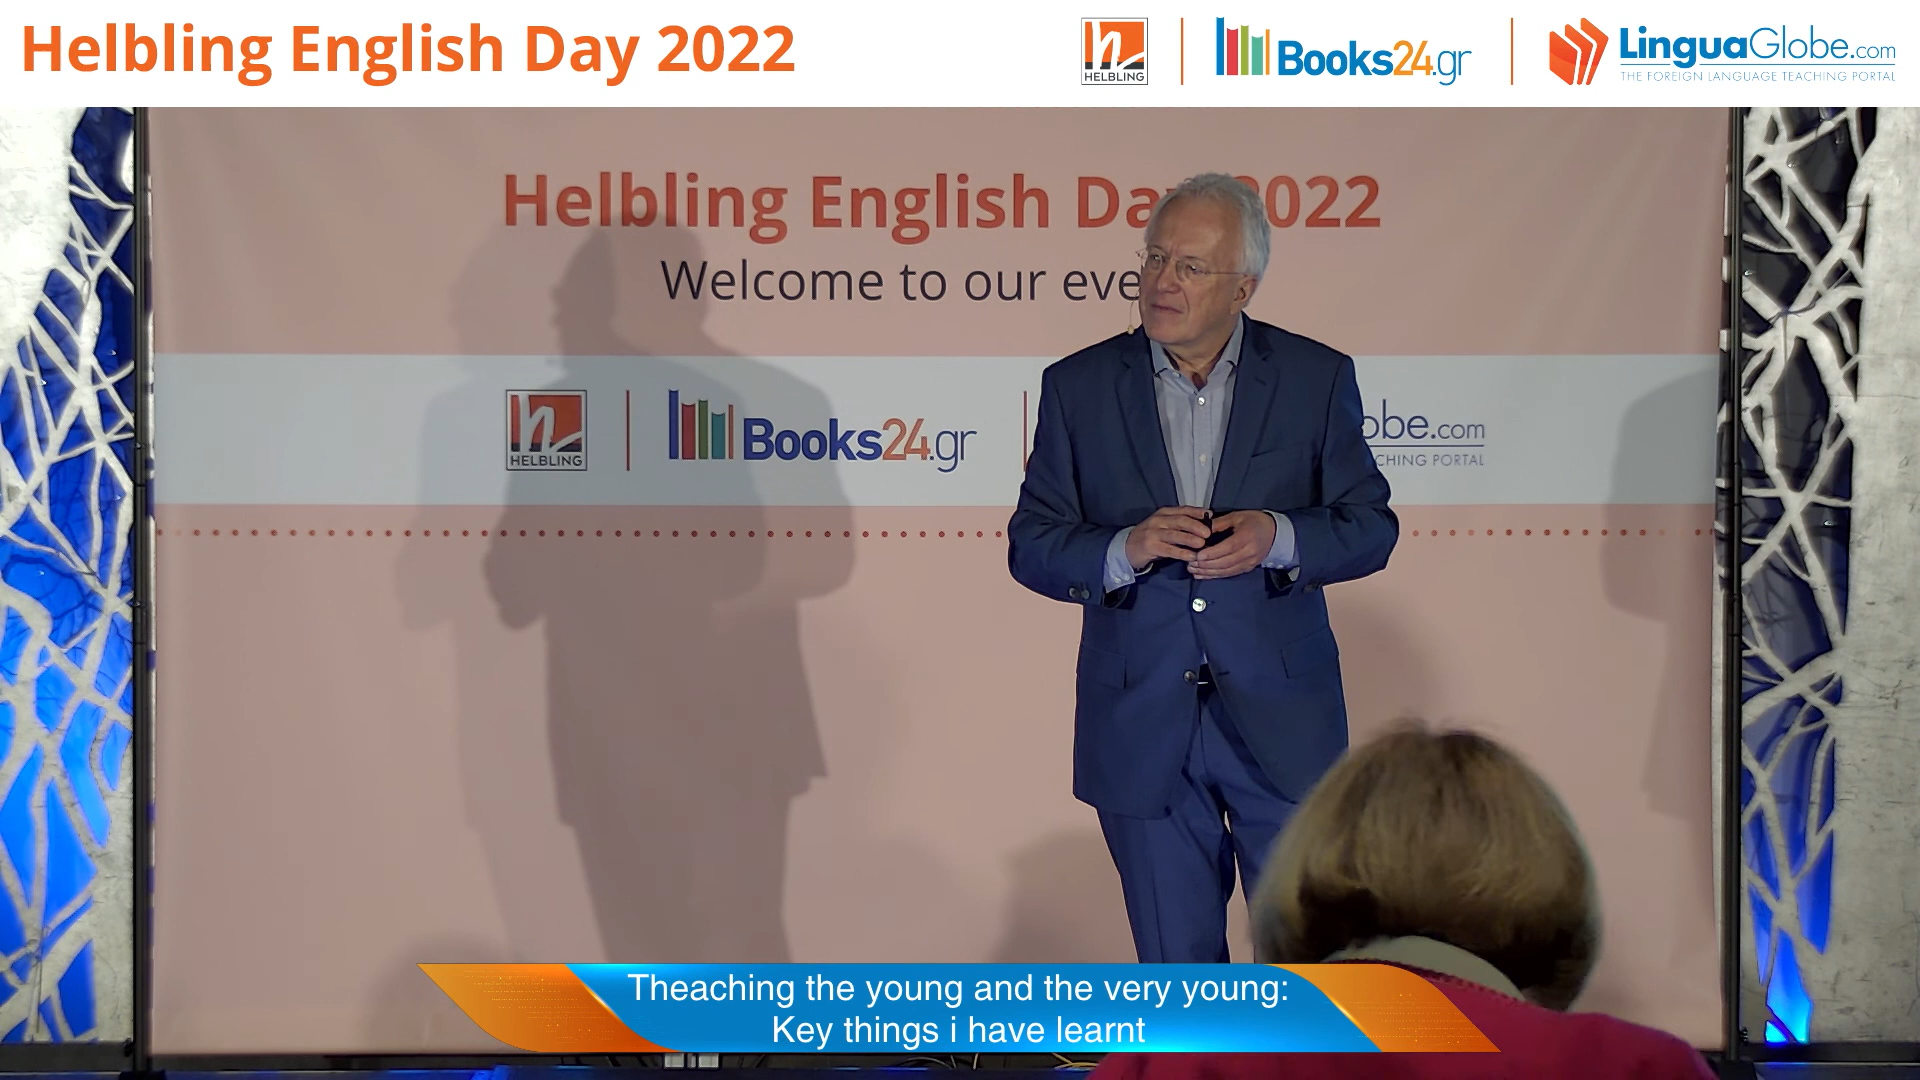 Helbling English Day 2022
HELBLING
Books24.gr
LinguaGlobe.com
THE FOREIGN LANGUAGE TEACHING PORTAL
Helbling English Da 2022
Welcome to our eve
HELBLING
Books24.gr
obe.com
CHING PORTAL
Theaching the young and the very young:
Key things i have learnt